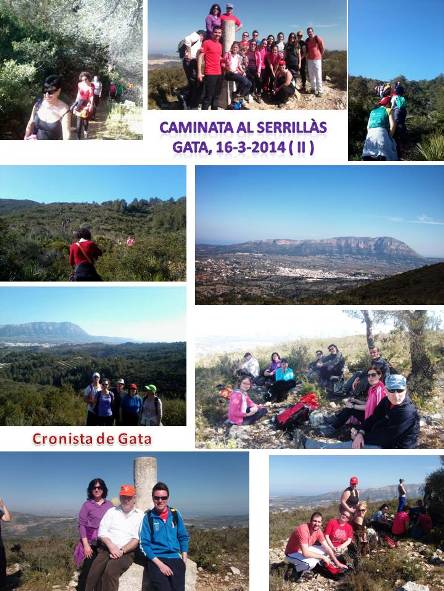 CAMINATA AL SERRILLÀS
GATA, 16-3-2014 ( II )
Cronista de Gata